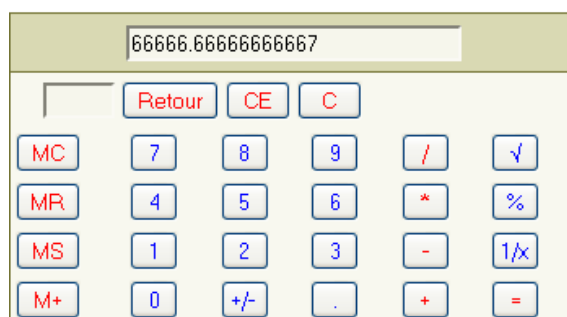 66666.66666666667
Retour CE C
MC 7 8 9 / √
MR 4 5 6 * %
MS 1 2 3 - 1/x
M+ 0 +/- . + =